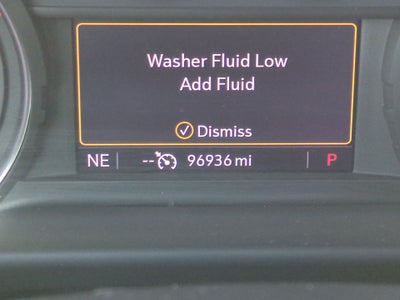 Washer Fluid Low
Add Fluid
Dismiss
NE -- 96936 mi P